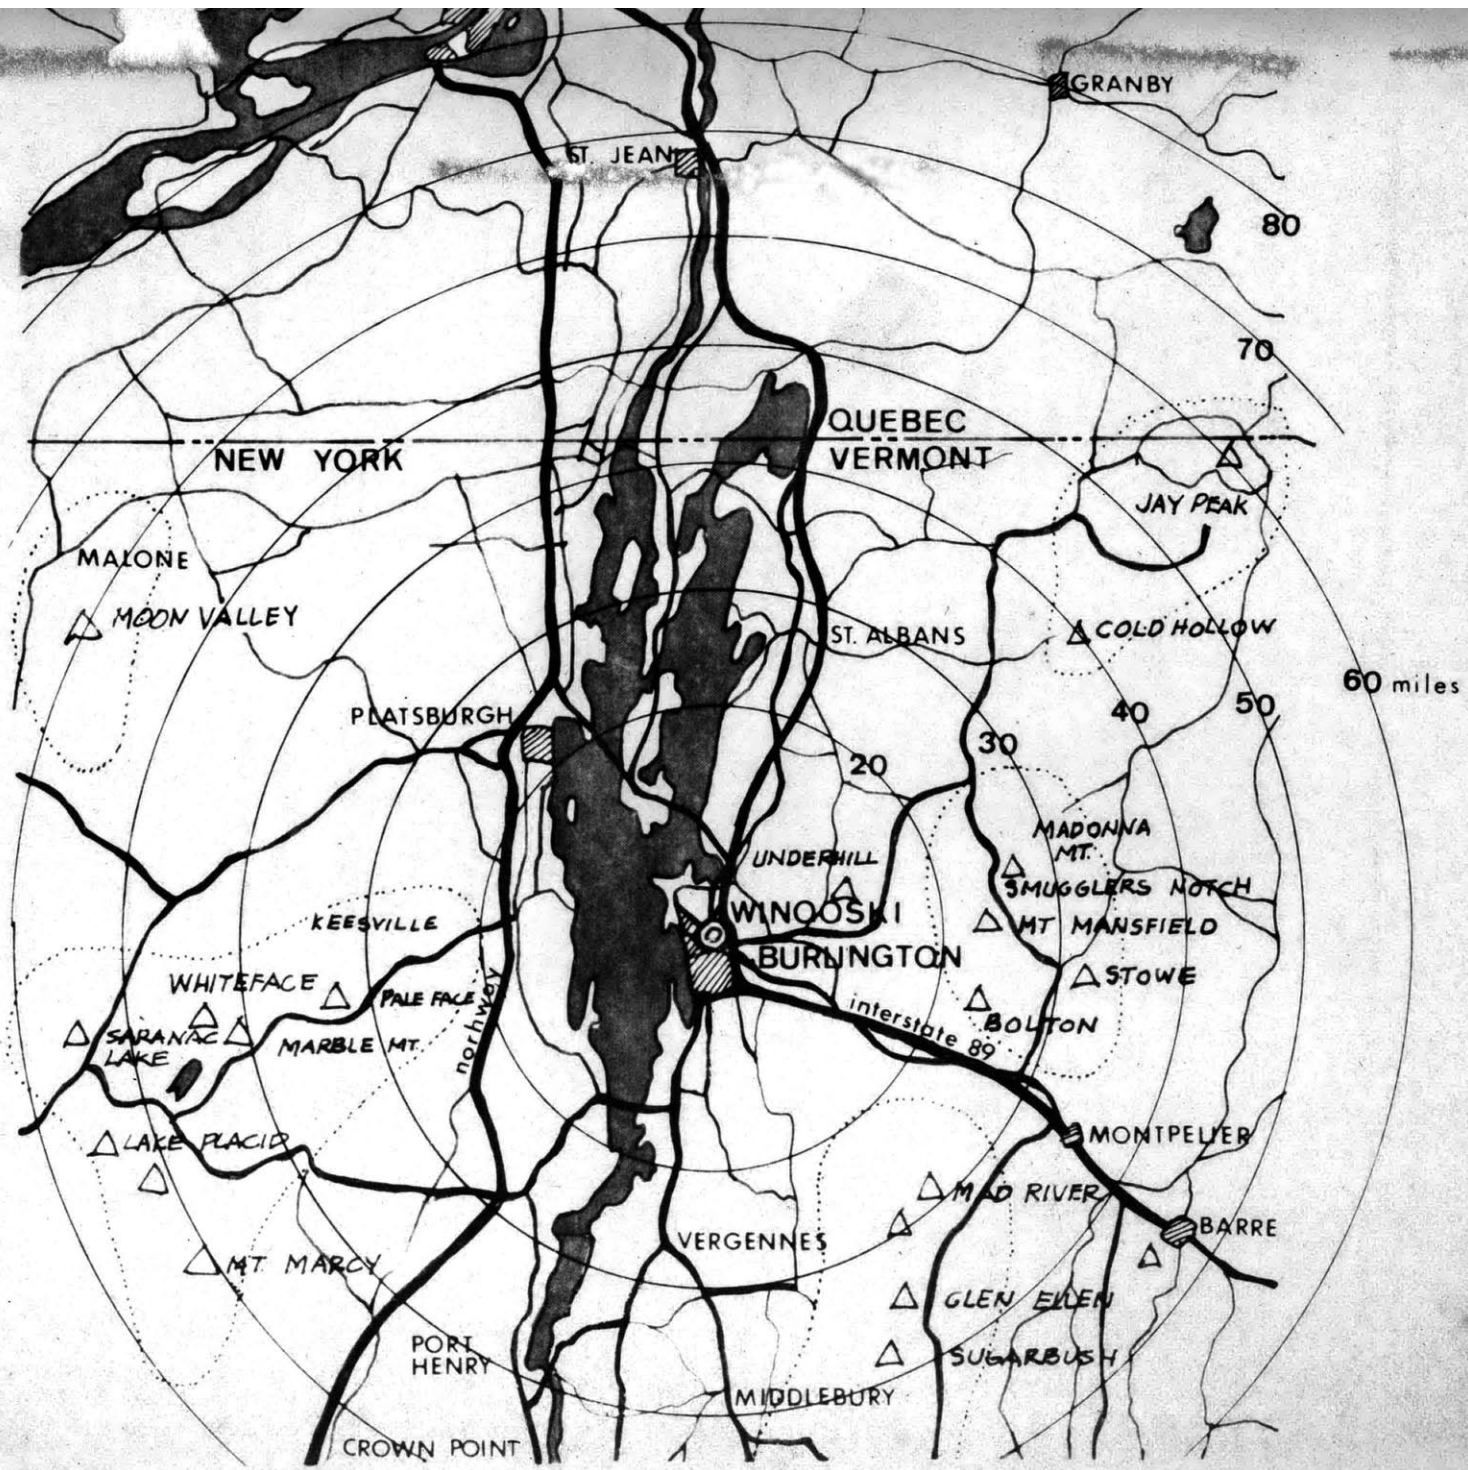 GRANBY
ST. JEAN
80
70
QUEBEC
NEW YORK
VERMONT
JAY PEAK
MALONE
MOON VALLEY
ST. ALBANS
COLD HOLLOW
60 miles
50
40
PLATSBURGH
30
20
MADONNA
MT.
UNDERHILL
SMUGGLERS NOTCH
WINOOSKI
KEESVILLE
MT MANSFIELD
BURLINGTON
STOWE
WHITEFACE
PALE FACE
northway
interstate 89
BOLTON
SARANAC
LAKE
MARBLE MT.
LAKE PLACID
MONTPELIER
MAD RIVER
BARRE
VERGENNES
MT. MARCY
GLEN ELLEN
PORT
HENRY
SUGARBUSH
MIDDLEBURY
CROWN POINT